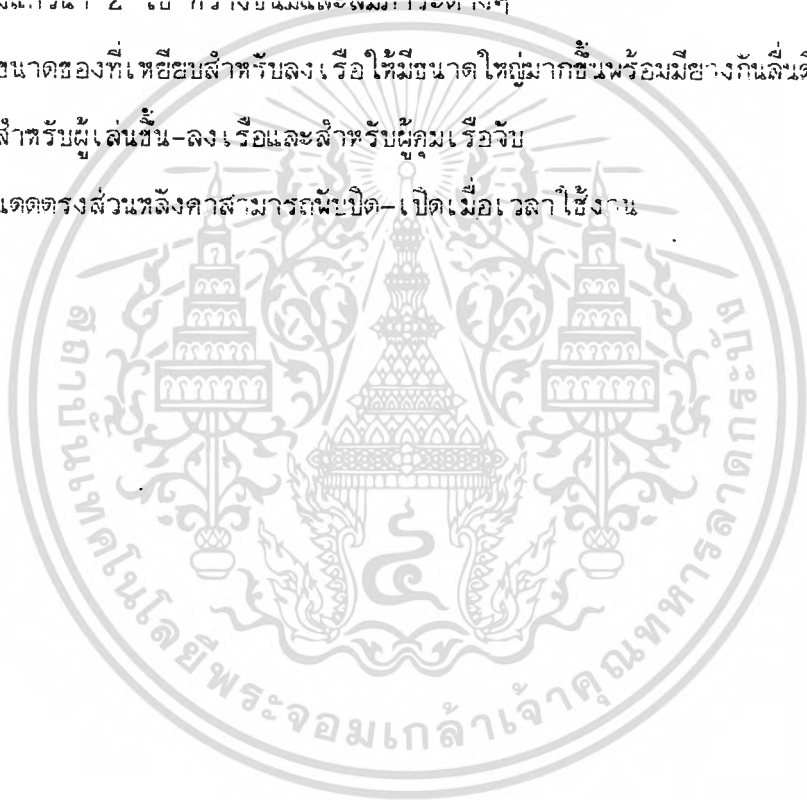 นาดของที่เหยียบสำหรับลงเรือให้มีขนาดใหญ่มากขึ้นพร้อมมียางกันลื่น
สำหรับผู้เล่นขึ้น-ลงเรือและสำหรับผู้คุมเรือจับ
แดดตรงส่วนหลังคาสามารถพับปิด-เปิดเมื่อเวลาใช้งาน
สถาบันเทคโนโลยีพระจอมเกล้าเจ้าคุณทหารลาดกระบัง